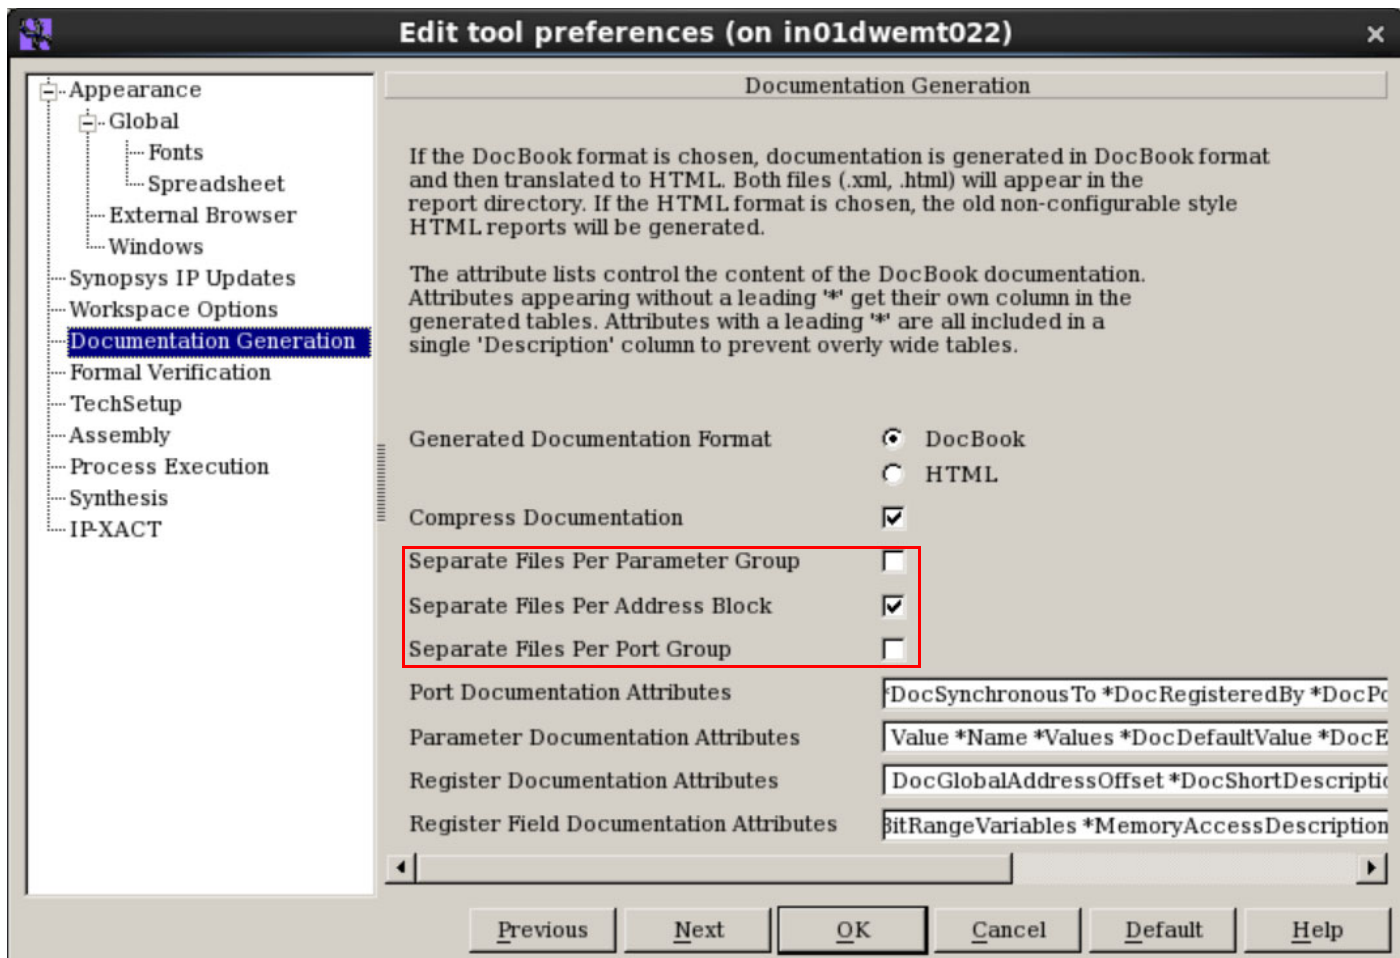 Edit tool preferences (on in01dwemt022)
Appearance
Global
Fonts
Spreadsheet
External Browser
Windows
Synopsys IP Updates
Workspace Options
Documentation Generation
Formal Verification
TechSetup
Assembly
Process Execution
Synthesis
IP-XACT
Documentation Generation
If the DocBook format is chosen, documentation is generated in DocBook format
and then translated to HTML. Both files (.xml, .html) will appear in the
report directory. If the HTML format is chosen, the old non-configurable style
HTML reports will be generated.
The attribute lists control the content of the DocBook documentation.
Attributes appearing without a leading '*' get their own column in the
generated tables. Attributes with a leading '*' are all included in a
single 'Description' column to prevent overly wide tables.
Generated Documentation Format DocBook
HTML
Compress Documentation
Separate Files Per Parameter Group
Separate Files Per Address Block
Separate Files Per Port Group
Port Documentation Attributes *DocSynchronousTo *DocRegisteredBy *DocPo
Parameter Documentation Attributes Value *Name *Values *DocDefaultValue *DocE
Register Documentation Attributes DocGlobalAddressOffset *DocShortDescriptio
Register Field Documentation Attributes BitRangeVariables *MemoryAccessDescription
Previous Next OK Cancel Default Help